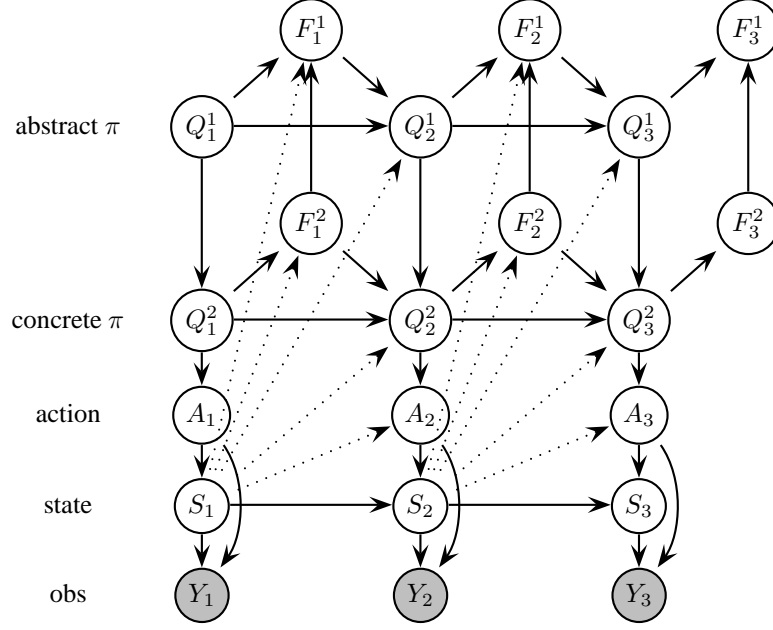 F_1^1 F_2^1 F_3^1
abstract π Q_1^1 Q_2^1 Q_3^1
F_1^2 F_2^2 F_3^2
concrete π Q_1^2 Q_2^2 Q_3^2
action A_1 A_2 A_3
state S_1 S_2 S_3
obs Y_1 Y_2 Y_3